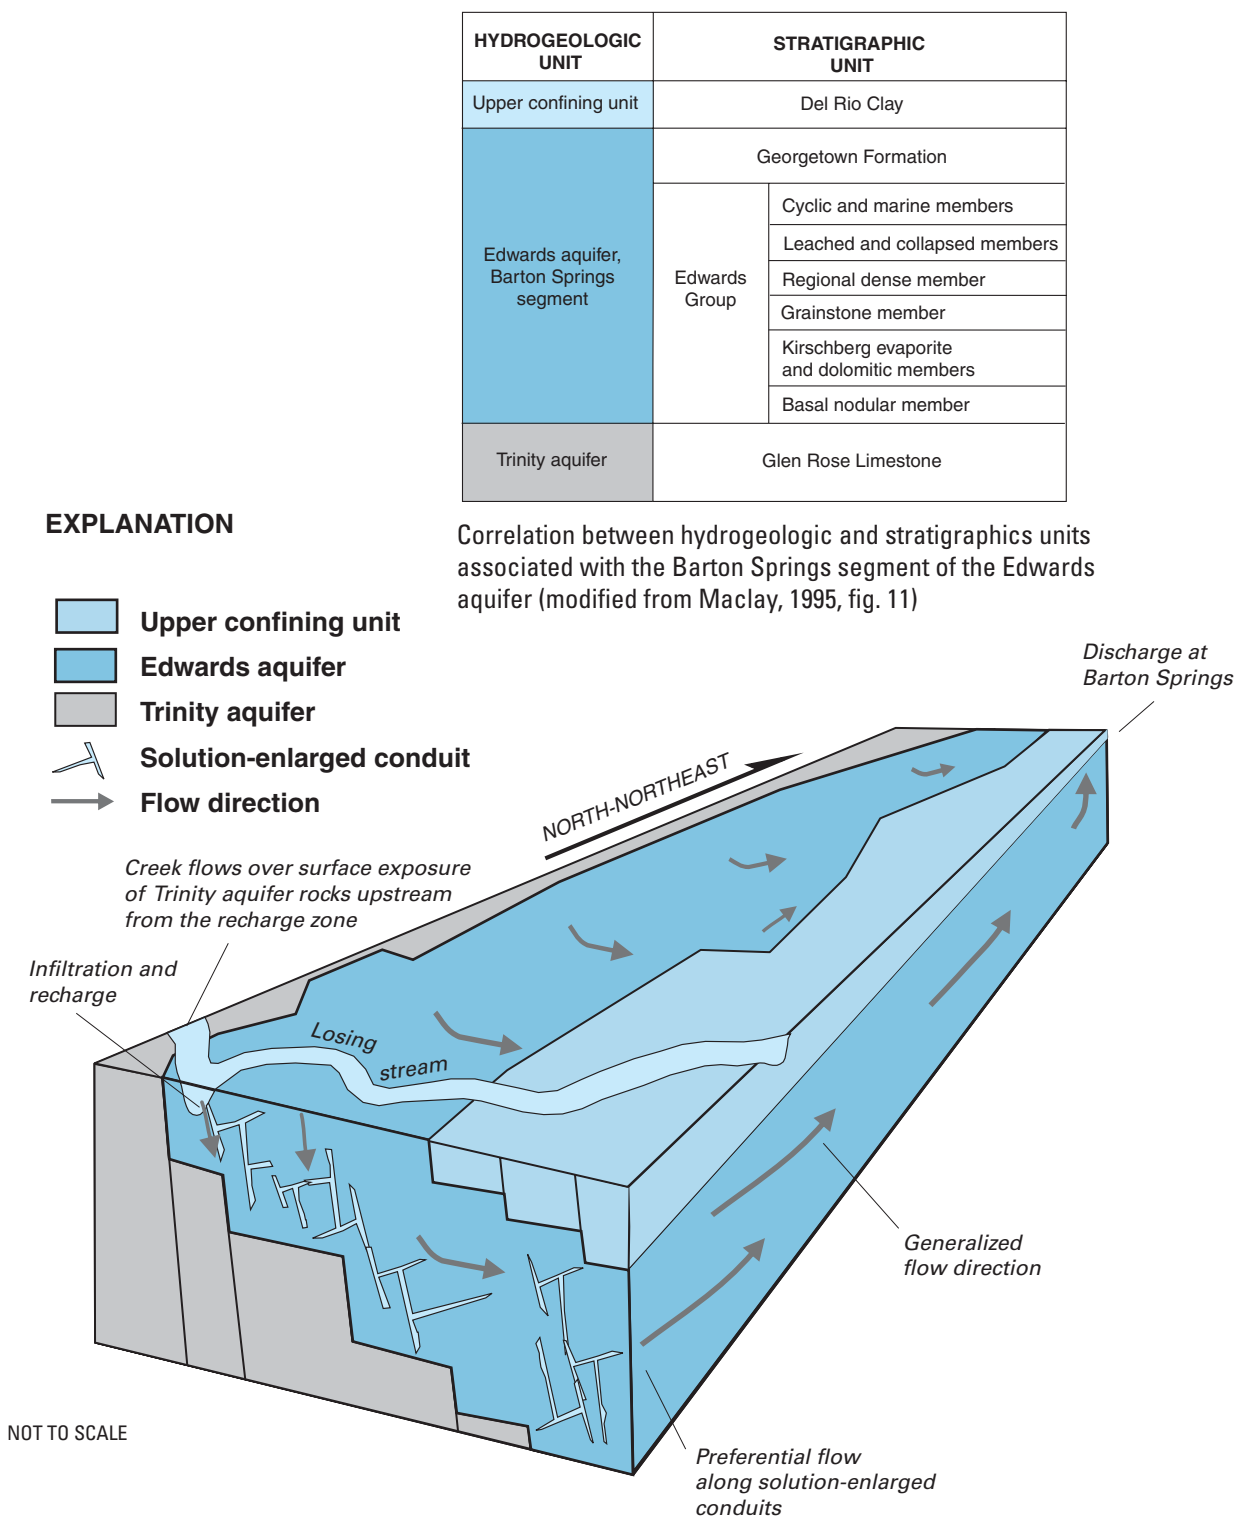 HYDROGEOLOGIC
UNIT
STRATIGRAPHIC
UNIT
Upper confining unit
Del Rio Clay
Edwards aquifer,
Barton Springs
segment
Georgetown Formation
Edwards
Group
Cyclic and marine members
Leached and collapsed members
Regional dense member
Grainstone member
Kirschberg evaporite
and dolomitic members
Basal nodular member
Trinity aquifer
Glen Rose Limestone
Correlation between hydrogeologic and stratigraphics units
associated with the Barton Springs segment of the Edwards
aquifer (modified from Maclay, 1995, fig. 11)
EXPLANATION
Upper confining unit
Edwards aquifer
Trinity aquifer
Solution-enlarged conduit
Flow direction
Discharge at
Barton Springs
NORTH-NORTHEAST
Creek flows over surface exposure
of Trinity aquifer rocks upstream
from the recharge zone
Infiltration and
recharge
Losing
stream
Generalized
flow direction
Preferential flow
along solution-enlarged
conduits
NOT TO SCALE